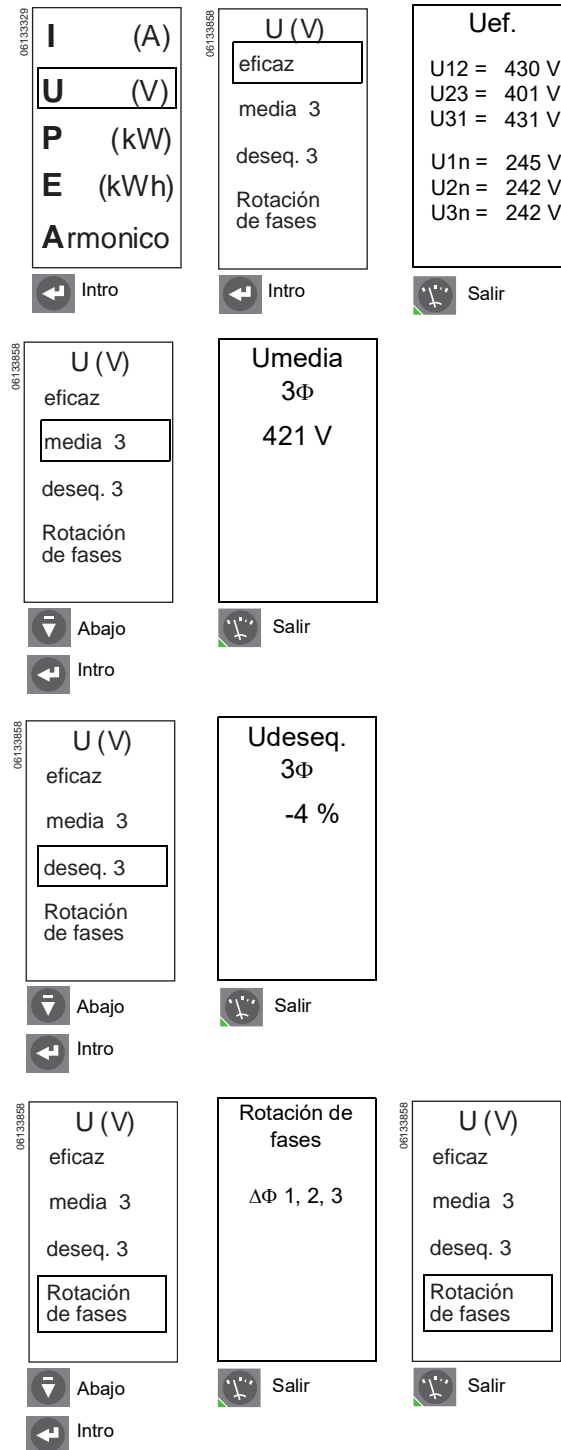 06133329
I (A)
U (V)
P (kW)
E (kWh)
Armonico
Intro
06133858
U (V)
eficaz
media 3
deseq. 3
Rotación
de fases
Intro
Uef.
U12 = 430 V
U23 = 401 V
U31 = 431 V
U1n = 245 V
U2n = 242 V
U3n = 242 V
Salir
06133858
U (V)
eficaz
media 3
deseq. 3
Rotación
de fases
Abajo
Intro
Umedia
3Φ
421 V
Salir
06133858
U (V)
eficaz
media 3
deseq. 3
Rotación
de fases
Abajo
Intro
Udeseq.
3Φ
-4 %
Salir
06133858
U (V)
eficaz
media 3
deseq. 3
Rotación
de fases
Abajo
Intro
Rotación de
fases
ΔΦ 1, 2, 3
Salir
06133858
U (V)
eficaz
media 3
deseq. 3
Rotación
de fases
Salir